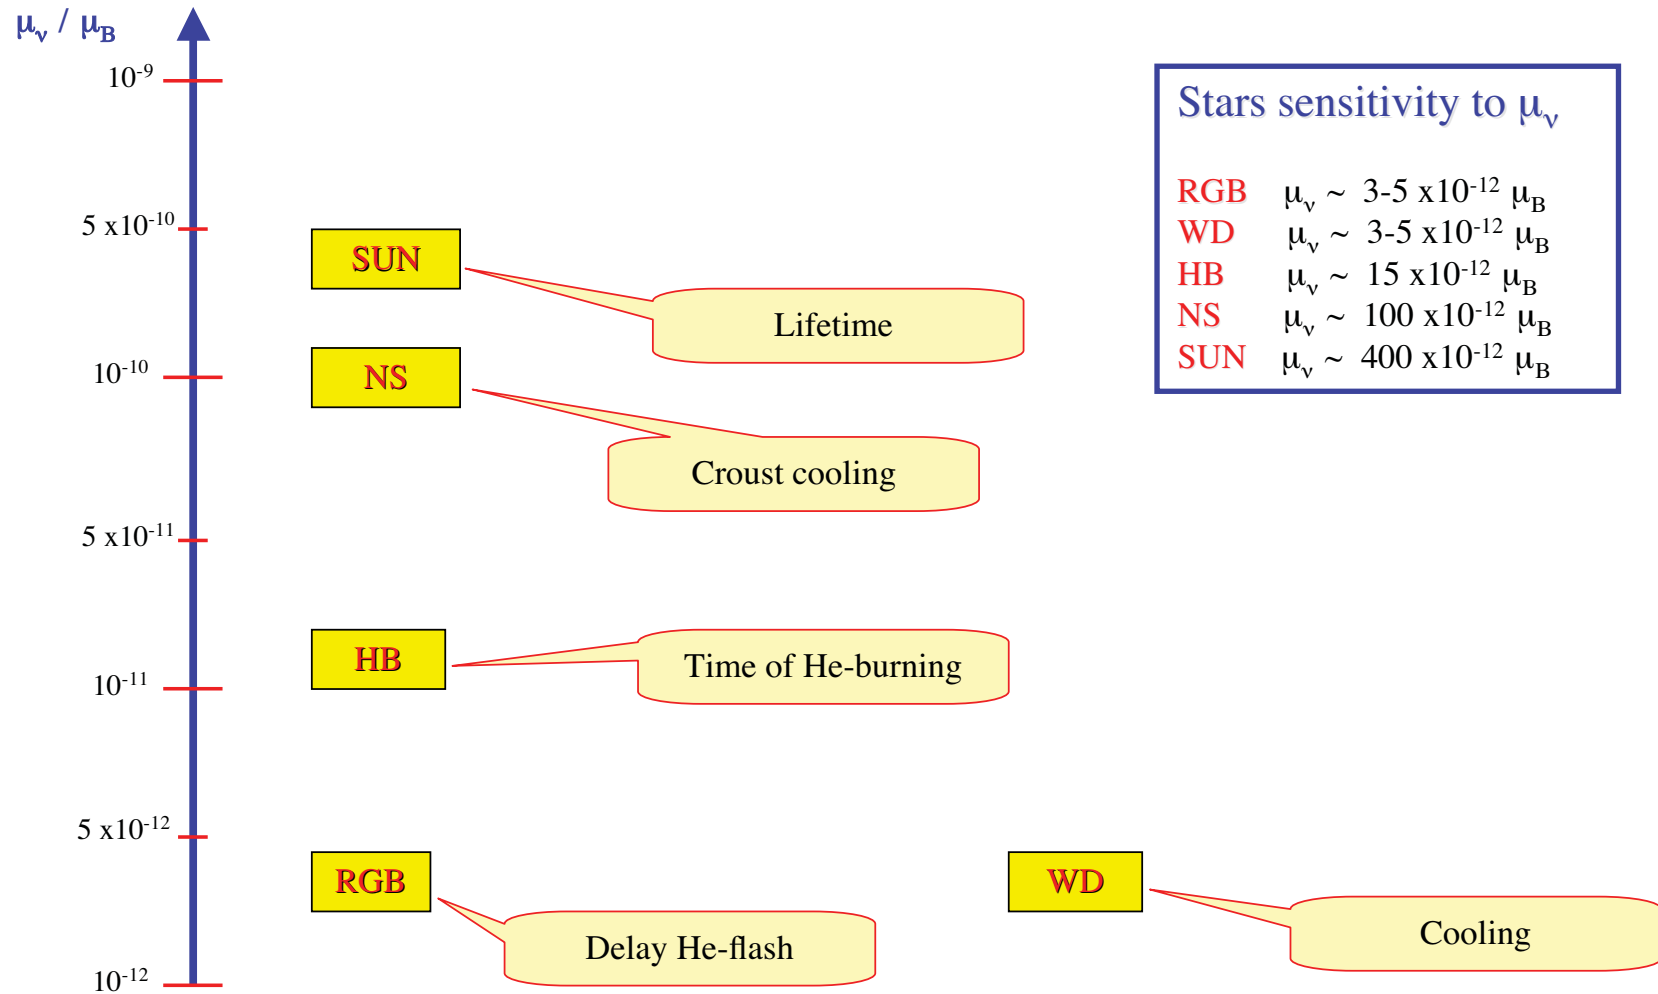 μν / μB
10-9
5 x10-10
10-10
5 x10-11
10-11
5 x10-12
10-12
SUN
Lifetime
NS
Croust cooling
HB
Time of He-burning
RGB
Delay He-flash
WD
Cooling
Stars sensitivity to μν
RGB μν ~ 3-5 x10-12 μB
WD μν ~ 3-5 x10-12 μB
HB μν ~ 15 x10-12 μB
NS μν ~ 100 x10-12 μB
SUN μν ~ 400 x10-12 μB